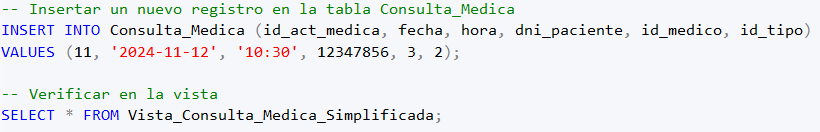 -- Insertar un nuevo registro en la tabla Consulta_Medica
INSERT INTO Consulta_Medica (id_act_medica, fecha, hora, dni_paciente, id_medico, id_tipo)
VALUES (11, '2024-11-12', '10:30', 12347856, 3, 2);
-- Verificar en la vista
SELECT * FROM Vista_Consulta_Medica_Simplificada;